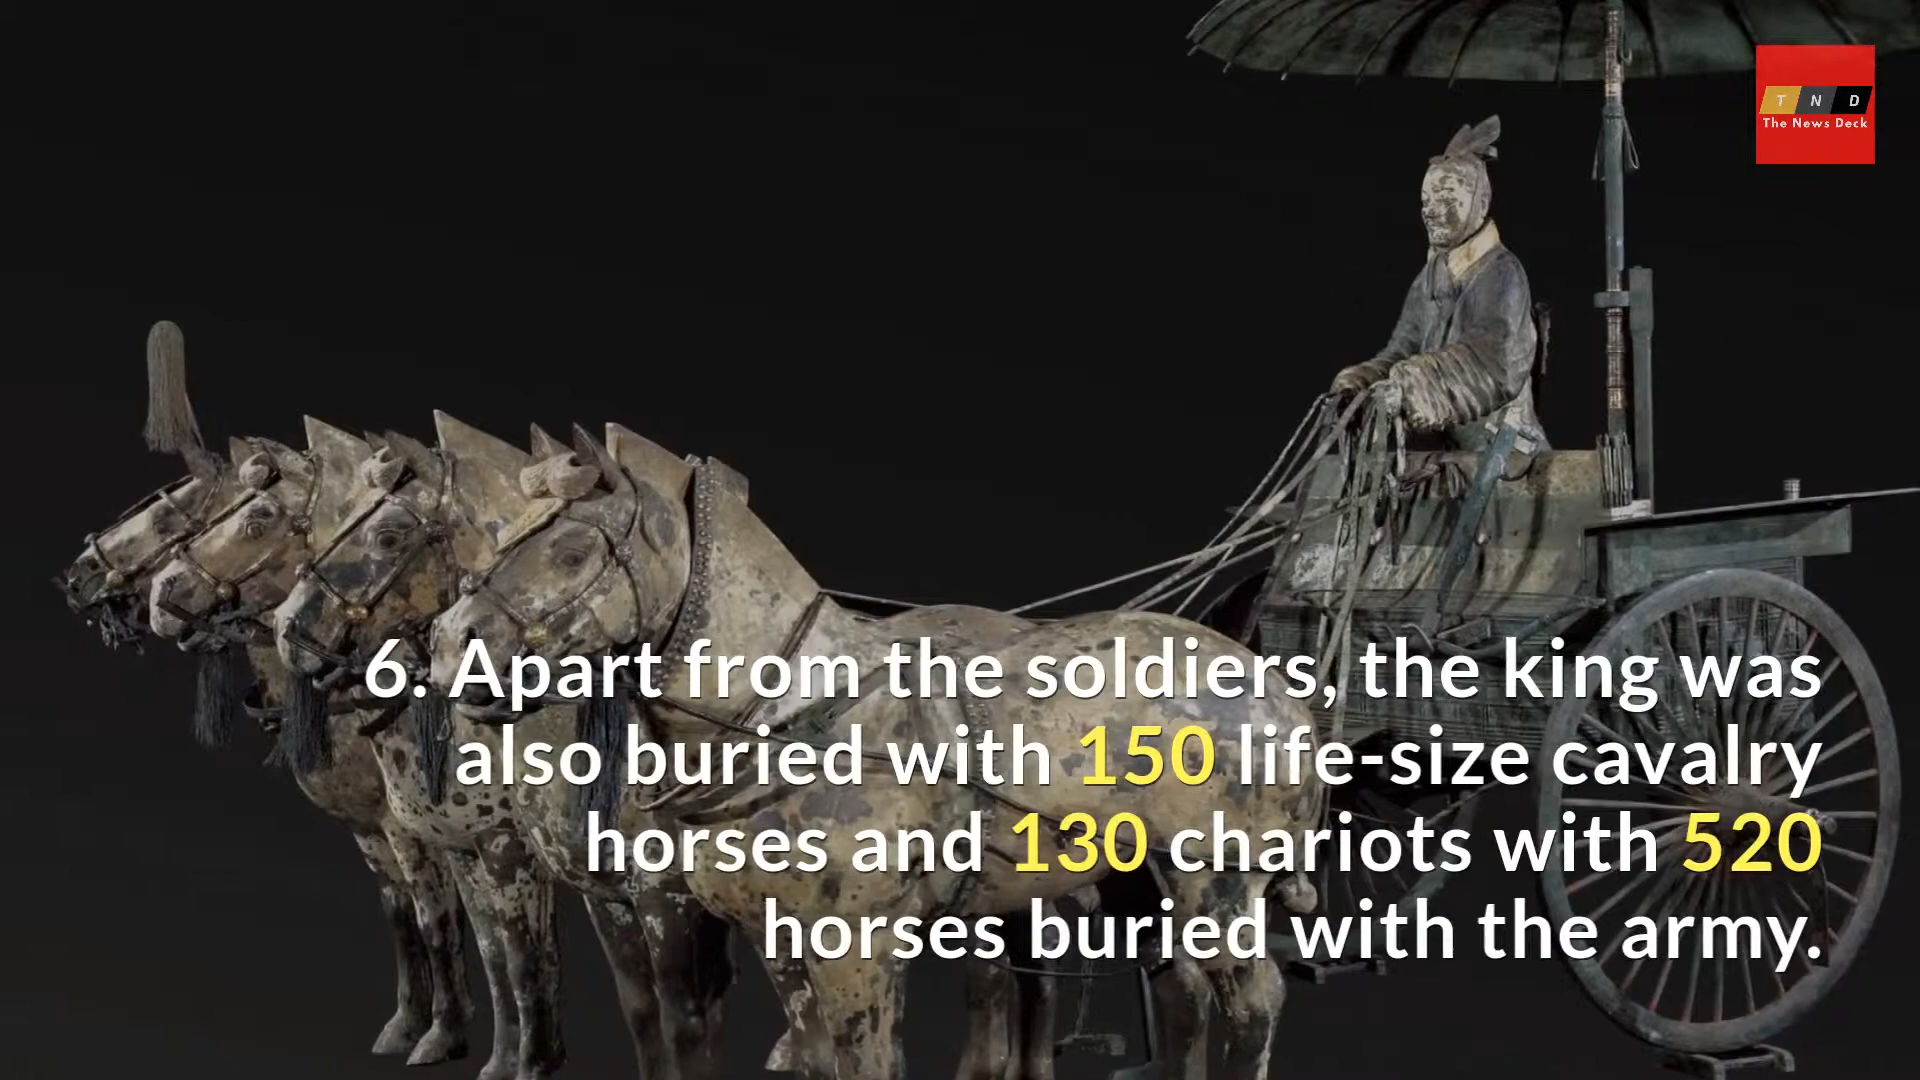 T N D
The News Deck
6. Apart from the soldiers, the king was
also buried with 150 life-size cavalry
horses and 130 chariots with 520
horses buried with the army.